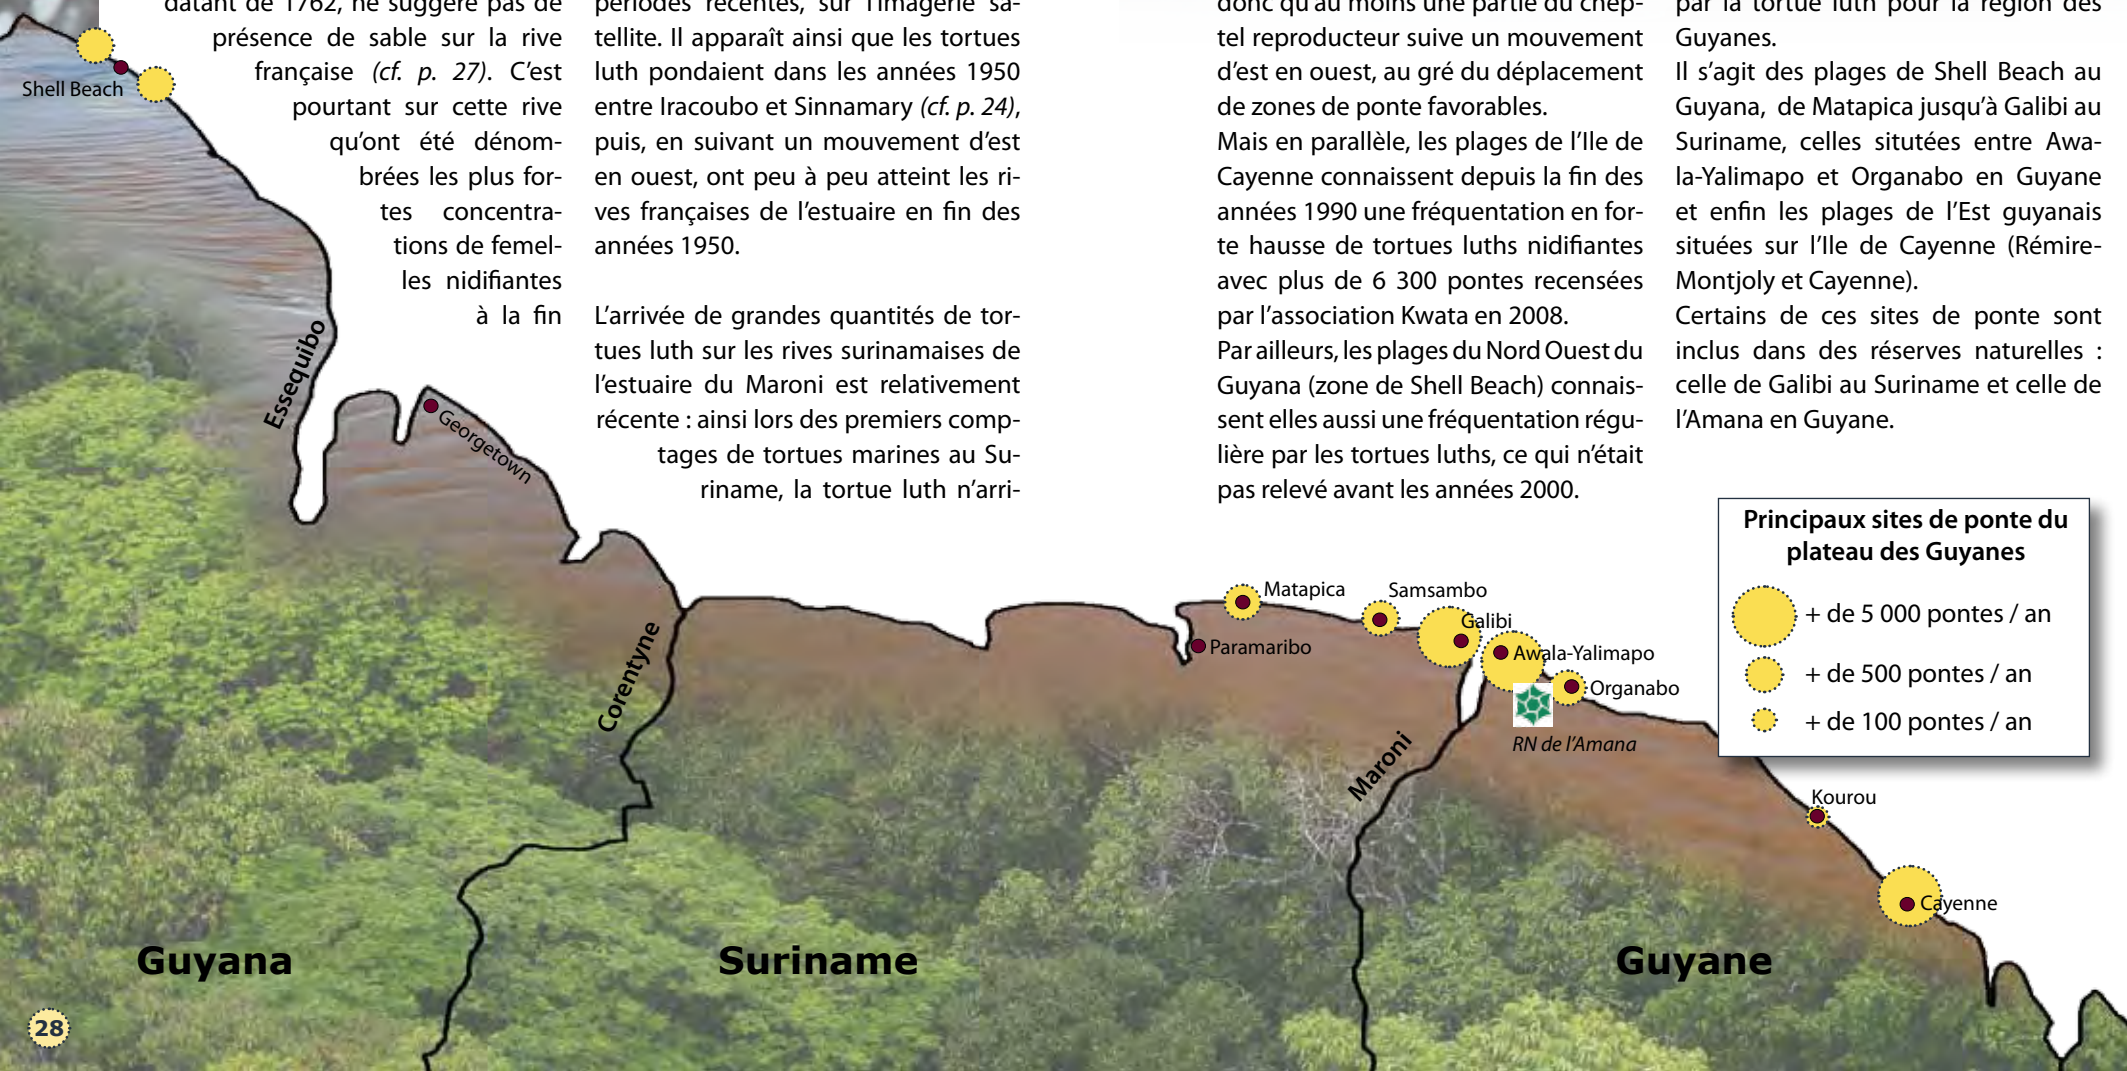 datant de 1762, ne suggère pas de
présence de sable sur la rive
française (cf. p. 27). C'est
pourtant sur cette rive
qu'ont été dénom-
brées les plus for-
tes concentra-
tions de femel-
les nidifiantes
à la fin
périodes récentes, sur l'imagerie sa-
tellite. Il apparaît ainsi que les tortues
luth pondaient dans les années 1950
entre Iracoubo et Sinnamary (cf. p. 24),
puis, en suivant un mouvement d'est
en ouest, ont peu à peu atteint les ri-
ves françaises de l'estuaire en fin des
années 1950.
L'arrivée de grandes quantités de tor-
tues luth sur les rives surinamaises de
l'estuaire du Maroni est relativement
récente : ainsi lors des premiers comp-
tages de tortues marines au Su-
riname, la tortue luth n'arri-
donc qu'au moins une partie du chep-
tel reproducteur suive un mouvement
d'est en ouest, au gré du déplacement
de zones de ponte favorables.
Mais en parallèle, les plages de l'Ile de
Cayenne connaissent depuis la fin des
années 1990 une fréquentation en for-
te hausse de tortues luths nidifiantes
avec plus de 6 300 pontes recensées
par l'association Kwata en 2008.
Par ailleurs, les plages du Nord Ouest du
Guyana (zone de Shell Beach) connais-
sent elles aussi une fréquentation régu-
lière par les tortues luths, ce qui n'était
pas relevé avant les années 2000.
par la tortue luth pour la région des
Guyanes.
Il s'agit des plages de Shell Beach au
Guyana, de Matapica jusqu'à Galibi au
Suriname, celles situtées entre Awa-
la-Yalimapo et Organabo en Guyane
et enfin les plages de l'Est guyanais
situées sur l'Ile de Cayenne (Rémire-
Montjoly et Cayenne).
Certains de ces sites de ponte sont
inclus dans des réserves naturelles :
celle de Galibi au Suriname et celle de
l'Amana en Guyane.
Principaux sites de ponte du
plateau des Guyanes
+ de 5 000 pontes / an
+ de 500 pontes / an
+ de 100 pontes / an
Shell Beach
Essequibo
Georgetown
Corentyne
Paramaribo
Matapica
Samsambo
Galibi
Awala-Yalimapo
Organabo
RN de l'Amana
Maroni
Kourou
Cayenne
Guyana
Suriname
Guyane
28